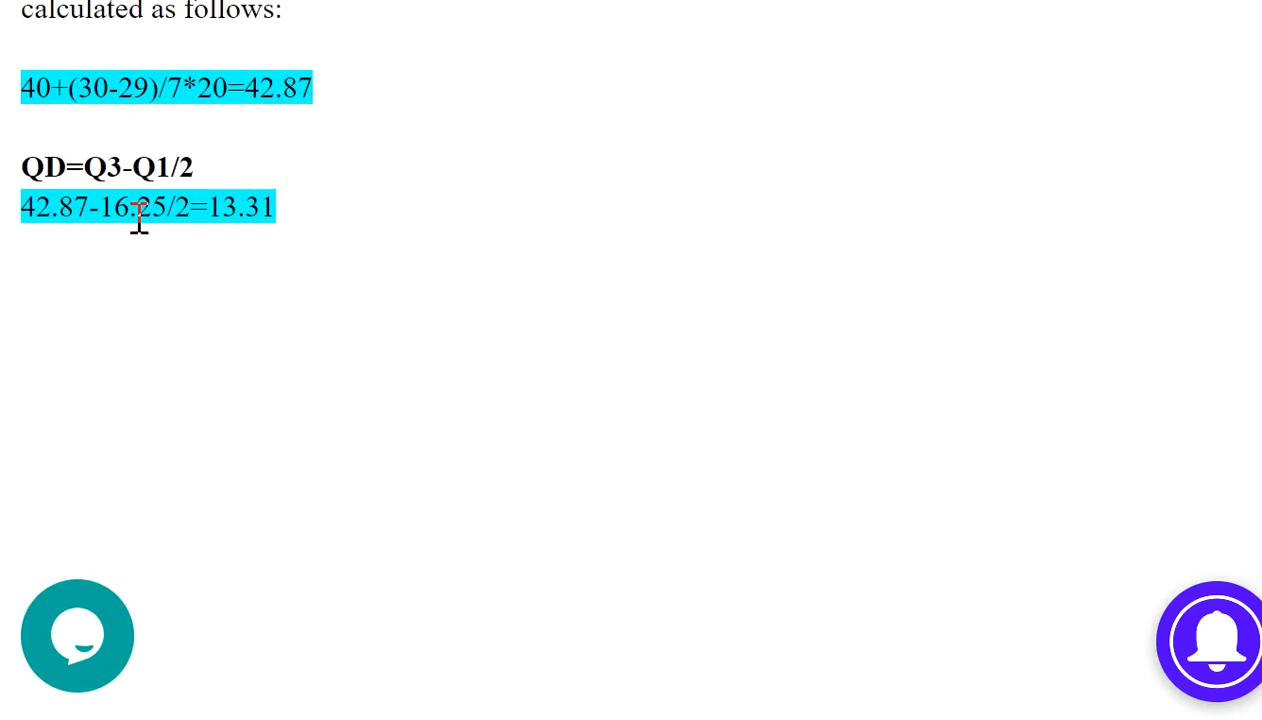 calculated as follows:
40+(30-29)/7*20=42.87
QD=Q3-Q1/2
42.87-16.25/2=13.31